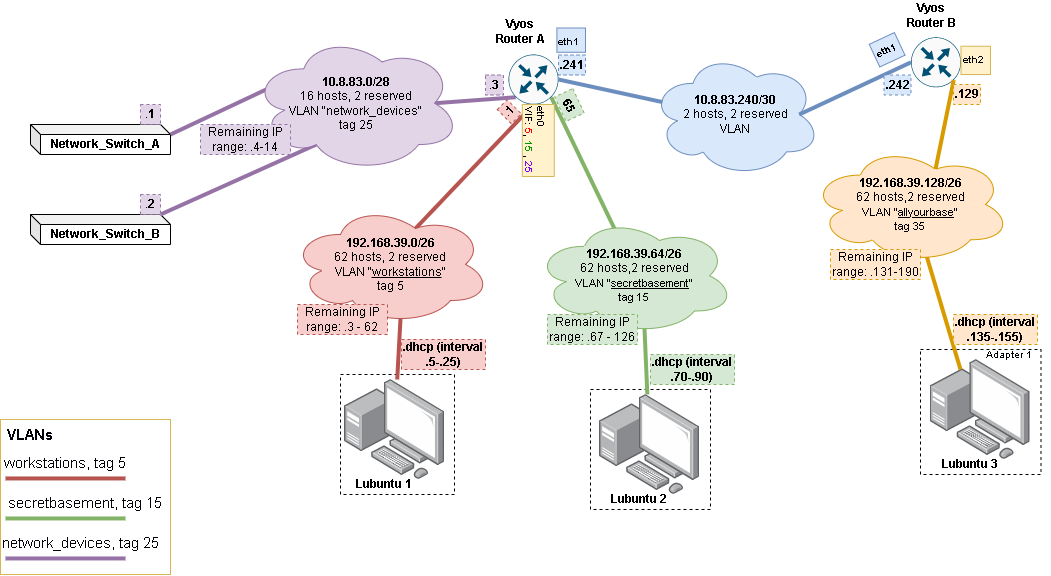 Vyos
Router A
eth1
.241
.3
.1
65
eth0
VIF: 5, 15 ,25
Vyos
Router B
eth1
.242
eth2
.129
10.8.83.0/28
16 hosts, 2 reserved
VLAN "network_devices"
tag 25
Remaining IP
range: .4-14
.1
Network_Switch_A
.2
Network_Switch_B
10.8.83.240/30
2 hosts, 2 reserved
VLAN
192.168.39.0/26
62 hosts, 2 reserved
VLAN "workstations"
tag 5
Remaining IP
range: .3 - 62
.dhcp (interval
.5-.25)
Lubuntu 1
192.168.39.64/26
62 hosts,2 reserved
VLAN "secretbasement"
tag 15
Remaining IP
range: .67 - 126
.dhcp (interval
.70-.90)
Lubuntu 2
192.168.39.128/26
62 hosts,2 reserved
VLAN "allyourbase"
tag 35
Remaining IP
range: .131-190
.dhcp (interval
.135-.155)
Adapter 1
Lubuntu 3
VLANs
workstations, tag 5
secretbasement, tag 15
network_devices, tag 25